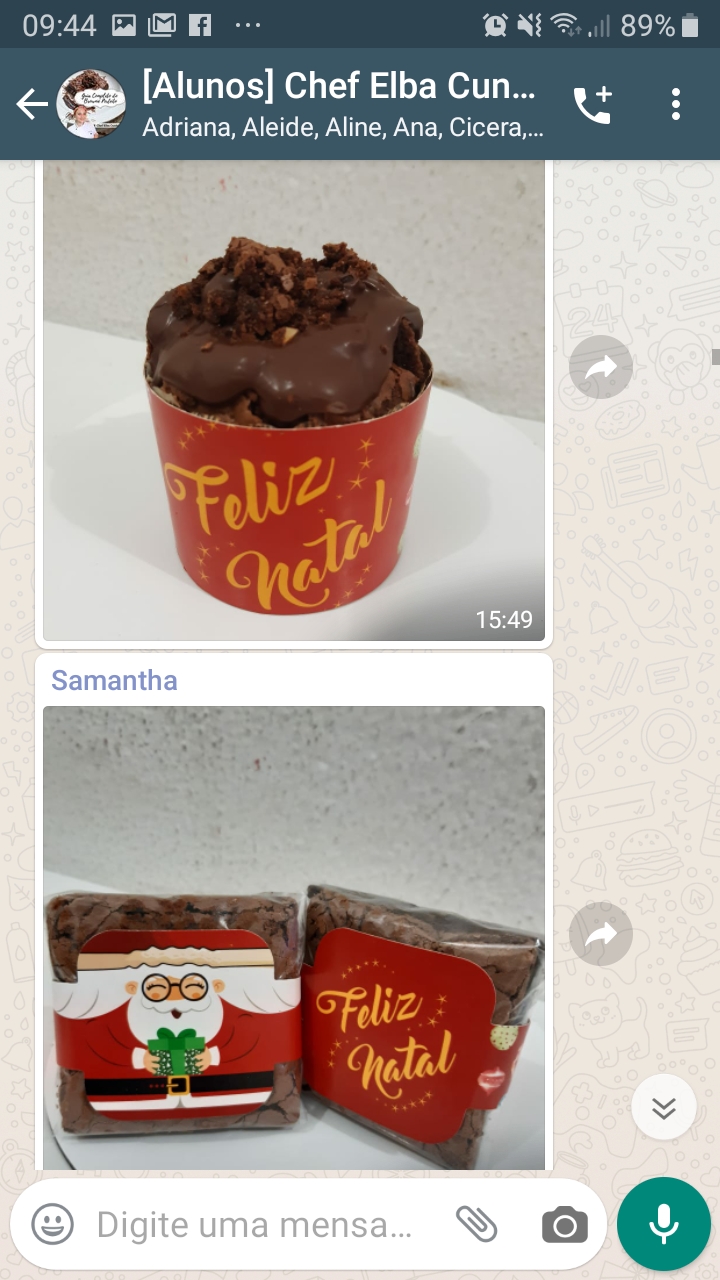 09:44
89%
[Alunos] Chef Elba Cun...
Adriana, Aleide, Aline, Ana, Cicera,...
Feliz
Natal
15:49
Samantha
Feliz
Natal
Digite uma mensa...